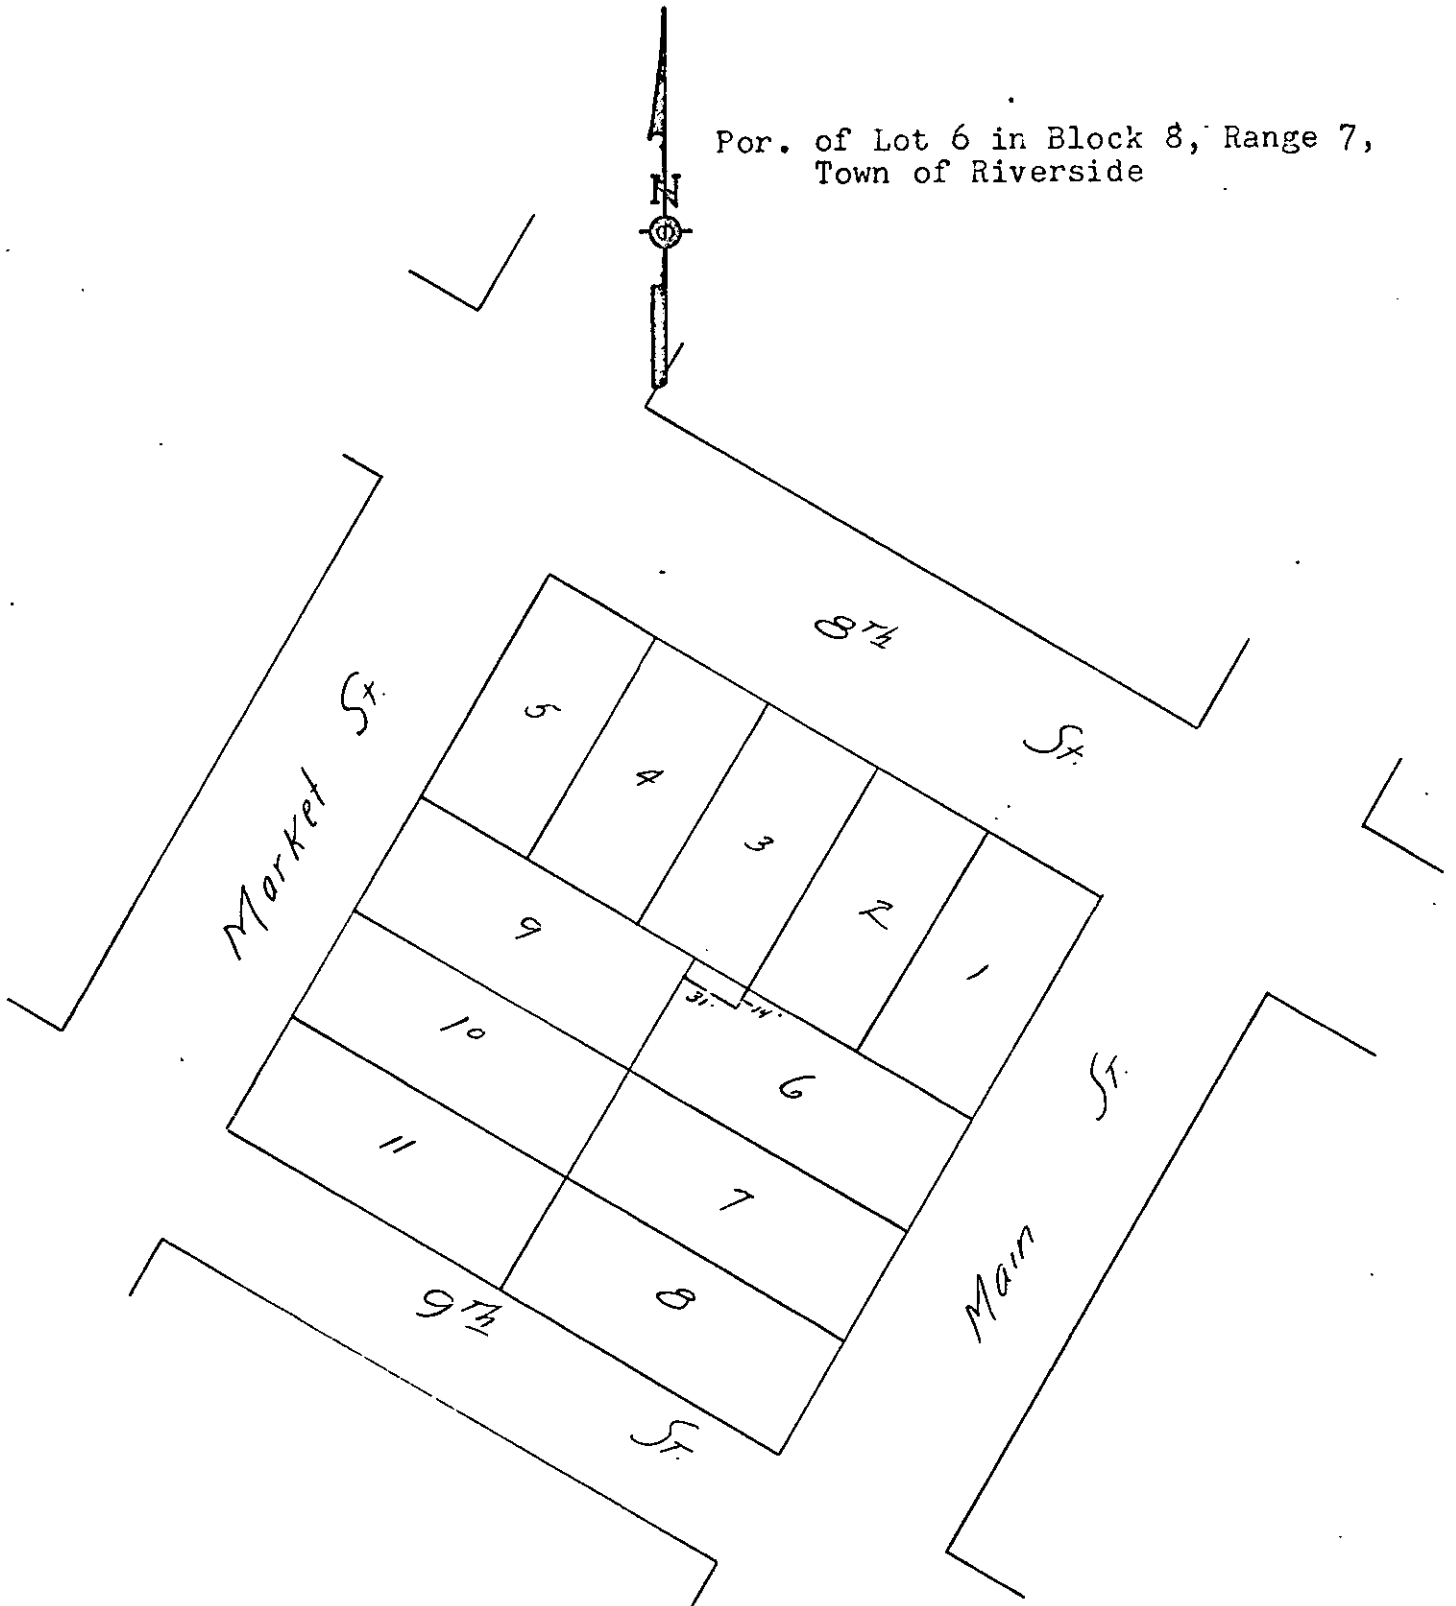 Por. of Lot 6 in Block 8, Range 7,
Town of Riverside
N
8Th
St.
Market St.
5
4
3
2
1
9
31.
14.
10
6
11
7
8
St.
Main
9Th
St.